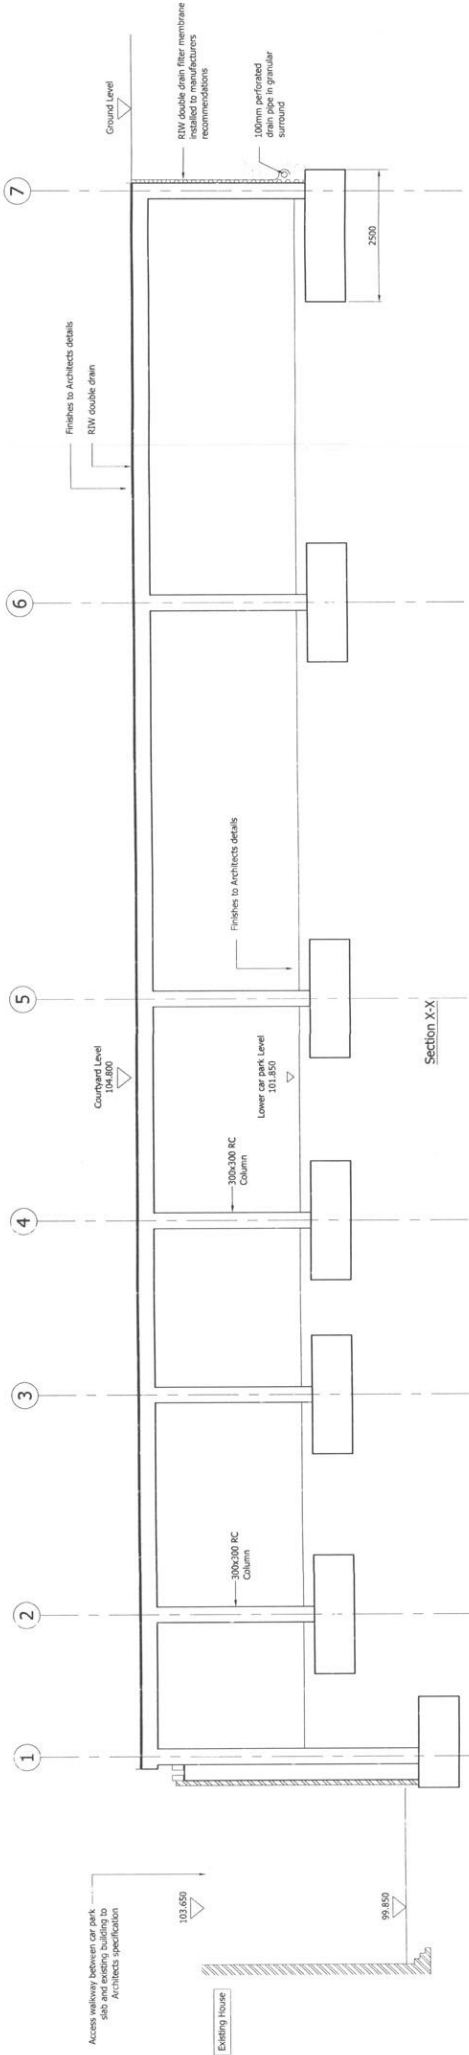 1
2
3
4
5
6
7
Access walkway between car park
slab and existing building to
Architects specification
103.650
99.850
Existing House
300x300 RC
Column
300x300 RC
Column
Courtyard Level
104.800
Lower car park Level
101.850
Finishes to Architects details
Finishes to Architects details
RIW double drain
Ground Level
RIW double drain filter membrane
installed to manufacturers
recommendations
100mm perforated
drain pipe in granular
surround
2500
Section X-X